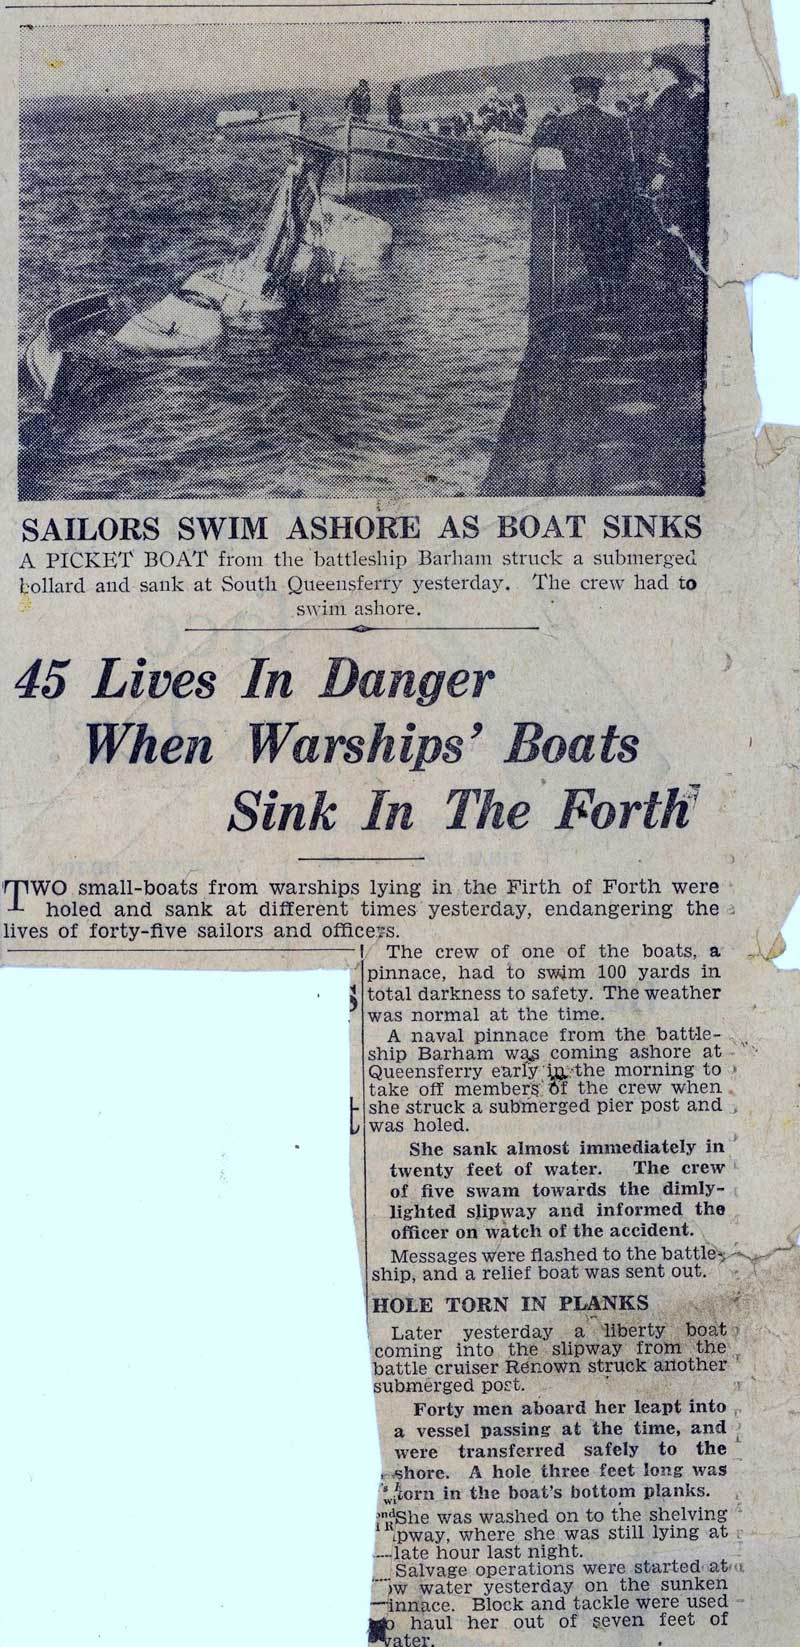 SAILORS SWIM ASHORE AS BOAT SINKS
A PICKET BOAT from the battleship Barham struck a submerged
bollard and sank at South Queensferry yesterday. The crew had to
swim ashore.
45 Lives In Danger
When Warships' Boats
Sink In The Forth
TWO small-boats from warships lying in the Firth of Forth were
holed and sank at different times yesterday, endangering the
lives of forty-five sailors and officers.
The crew of one of the boats, a
pinnace, had to swim 100 yards in
total darkness to safety. The weather
was normal at the time.
A naval pinnace from the battle-
ship Barham was coming ashore at
Queensferry early in the morning to
take off members of the crew when
she struck a submerged pier post and
was holed.
She sank almost immediately in
twenty feet of water. The crew
of five swam towards the dimly-
lighted slipway and informed the
officer on watch of the accident.
Messages were flashed to the battle-
ship, and a relief boat was sent out.
HOLE TORN IN PLANKS
Later yesterday a liberty boat
coming into the slipway from the
battle cruiser Renown struck another
submerged post.
Forty men aboard her leapt into
a vessel passing at the time, and
were transferred safely to the
shore. A hole three feet long was
torn in the boat's bottom planks.
She was washed on to the shelving
ipway, where she was still lying at
late hour last night.
Salvage operations were started at
ow water yesterday on the sunken
innace. Block and tackle were used
o haul her out of seven feet of
water.